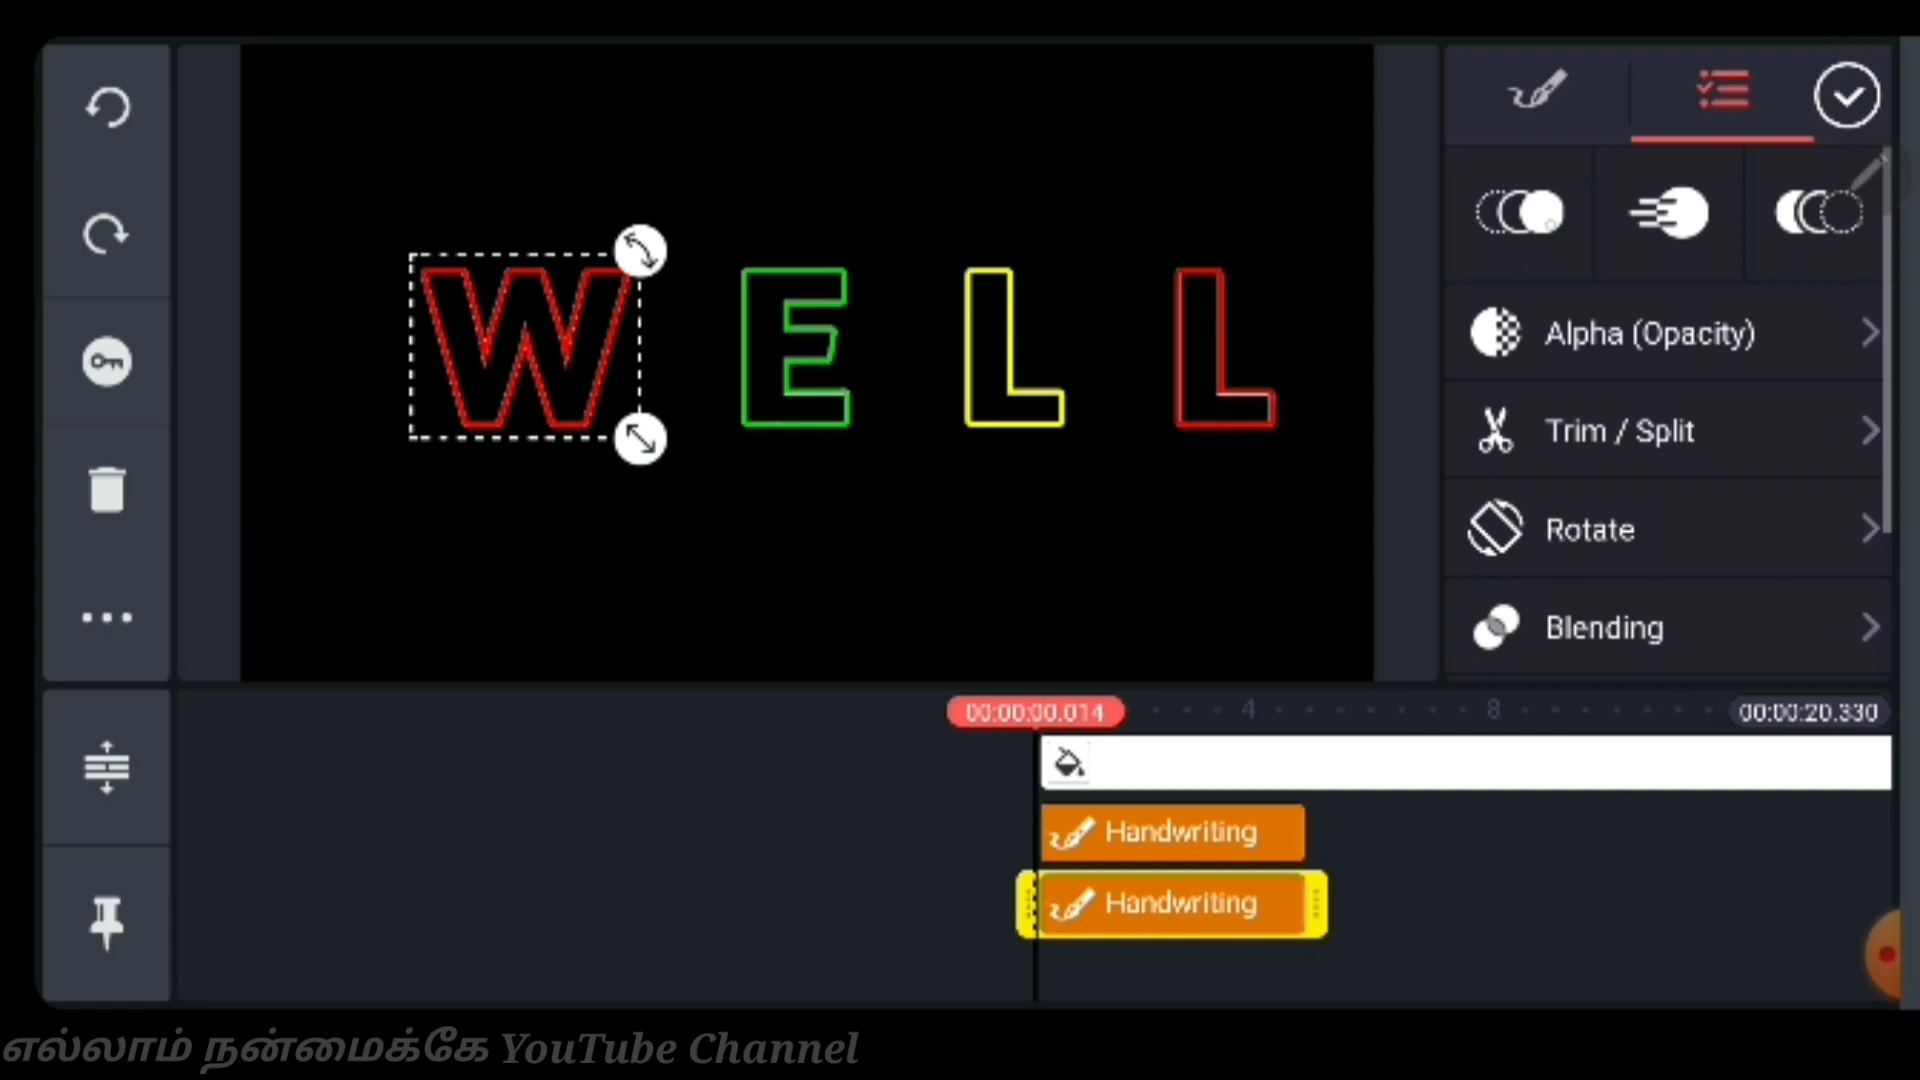 W E L L
Alpha (Opacity)
Trim / Split
Rotate
Blending
00:00:00.014
4
8
00:00:20.330
Handwriting
Handwriting
எல்லாம் நன்மைக்கே YouTube Channel